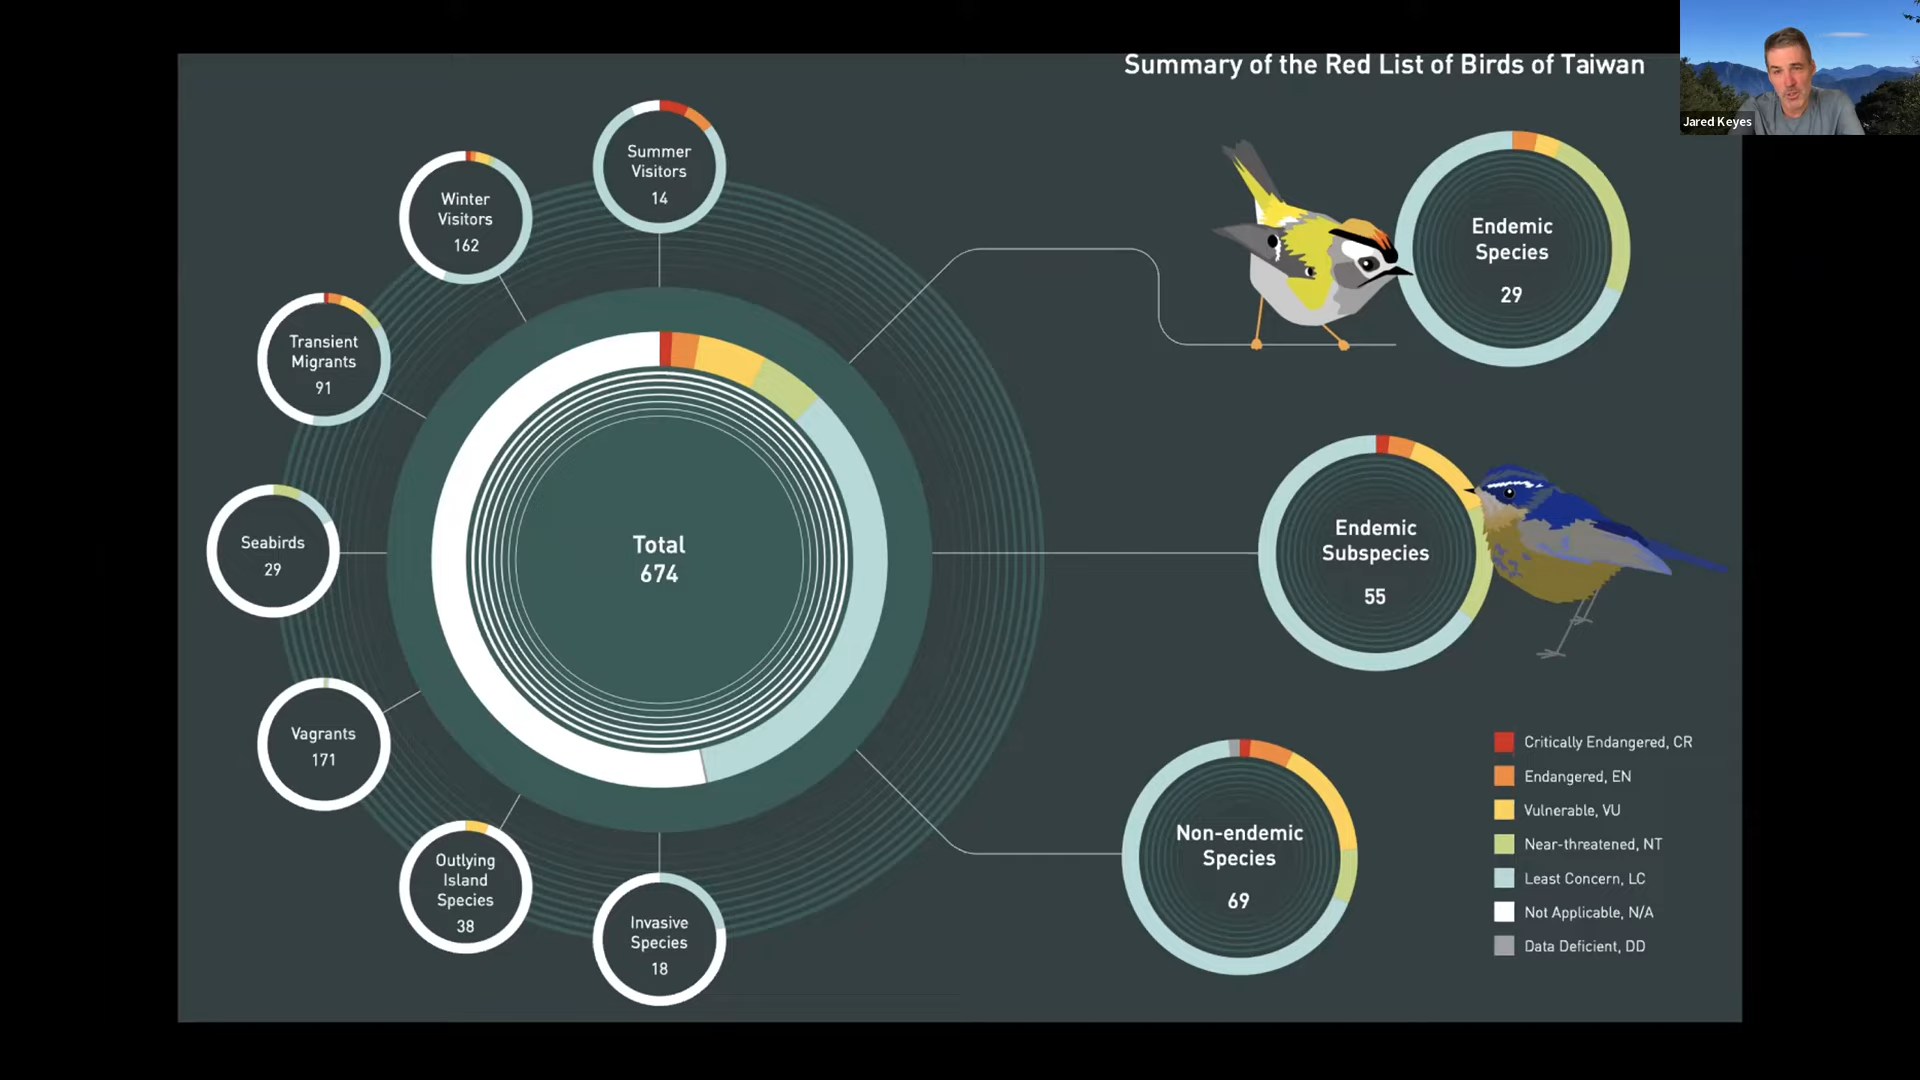 Summary of the Red List of Birds of Taiwan
Jared Keyes
Summer
Visitors
14
Winter
Visitors
162
Transient
Migrants
91
Seabirds
29
Vagrants
171
Outlying
Island
Species
38
Invasive
Species
18
Total
674
Endemic
Species
29
Endemic
Subspecies
55
Non-endemic
Species
69
Critically Endangered, CR
Endangered, EN
Vulnerable, VU
Near-threatened, NT
Least Concern, LC
Not Applicable, N/A
Data Deficient, DD